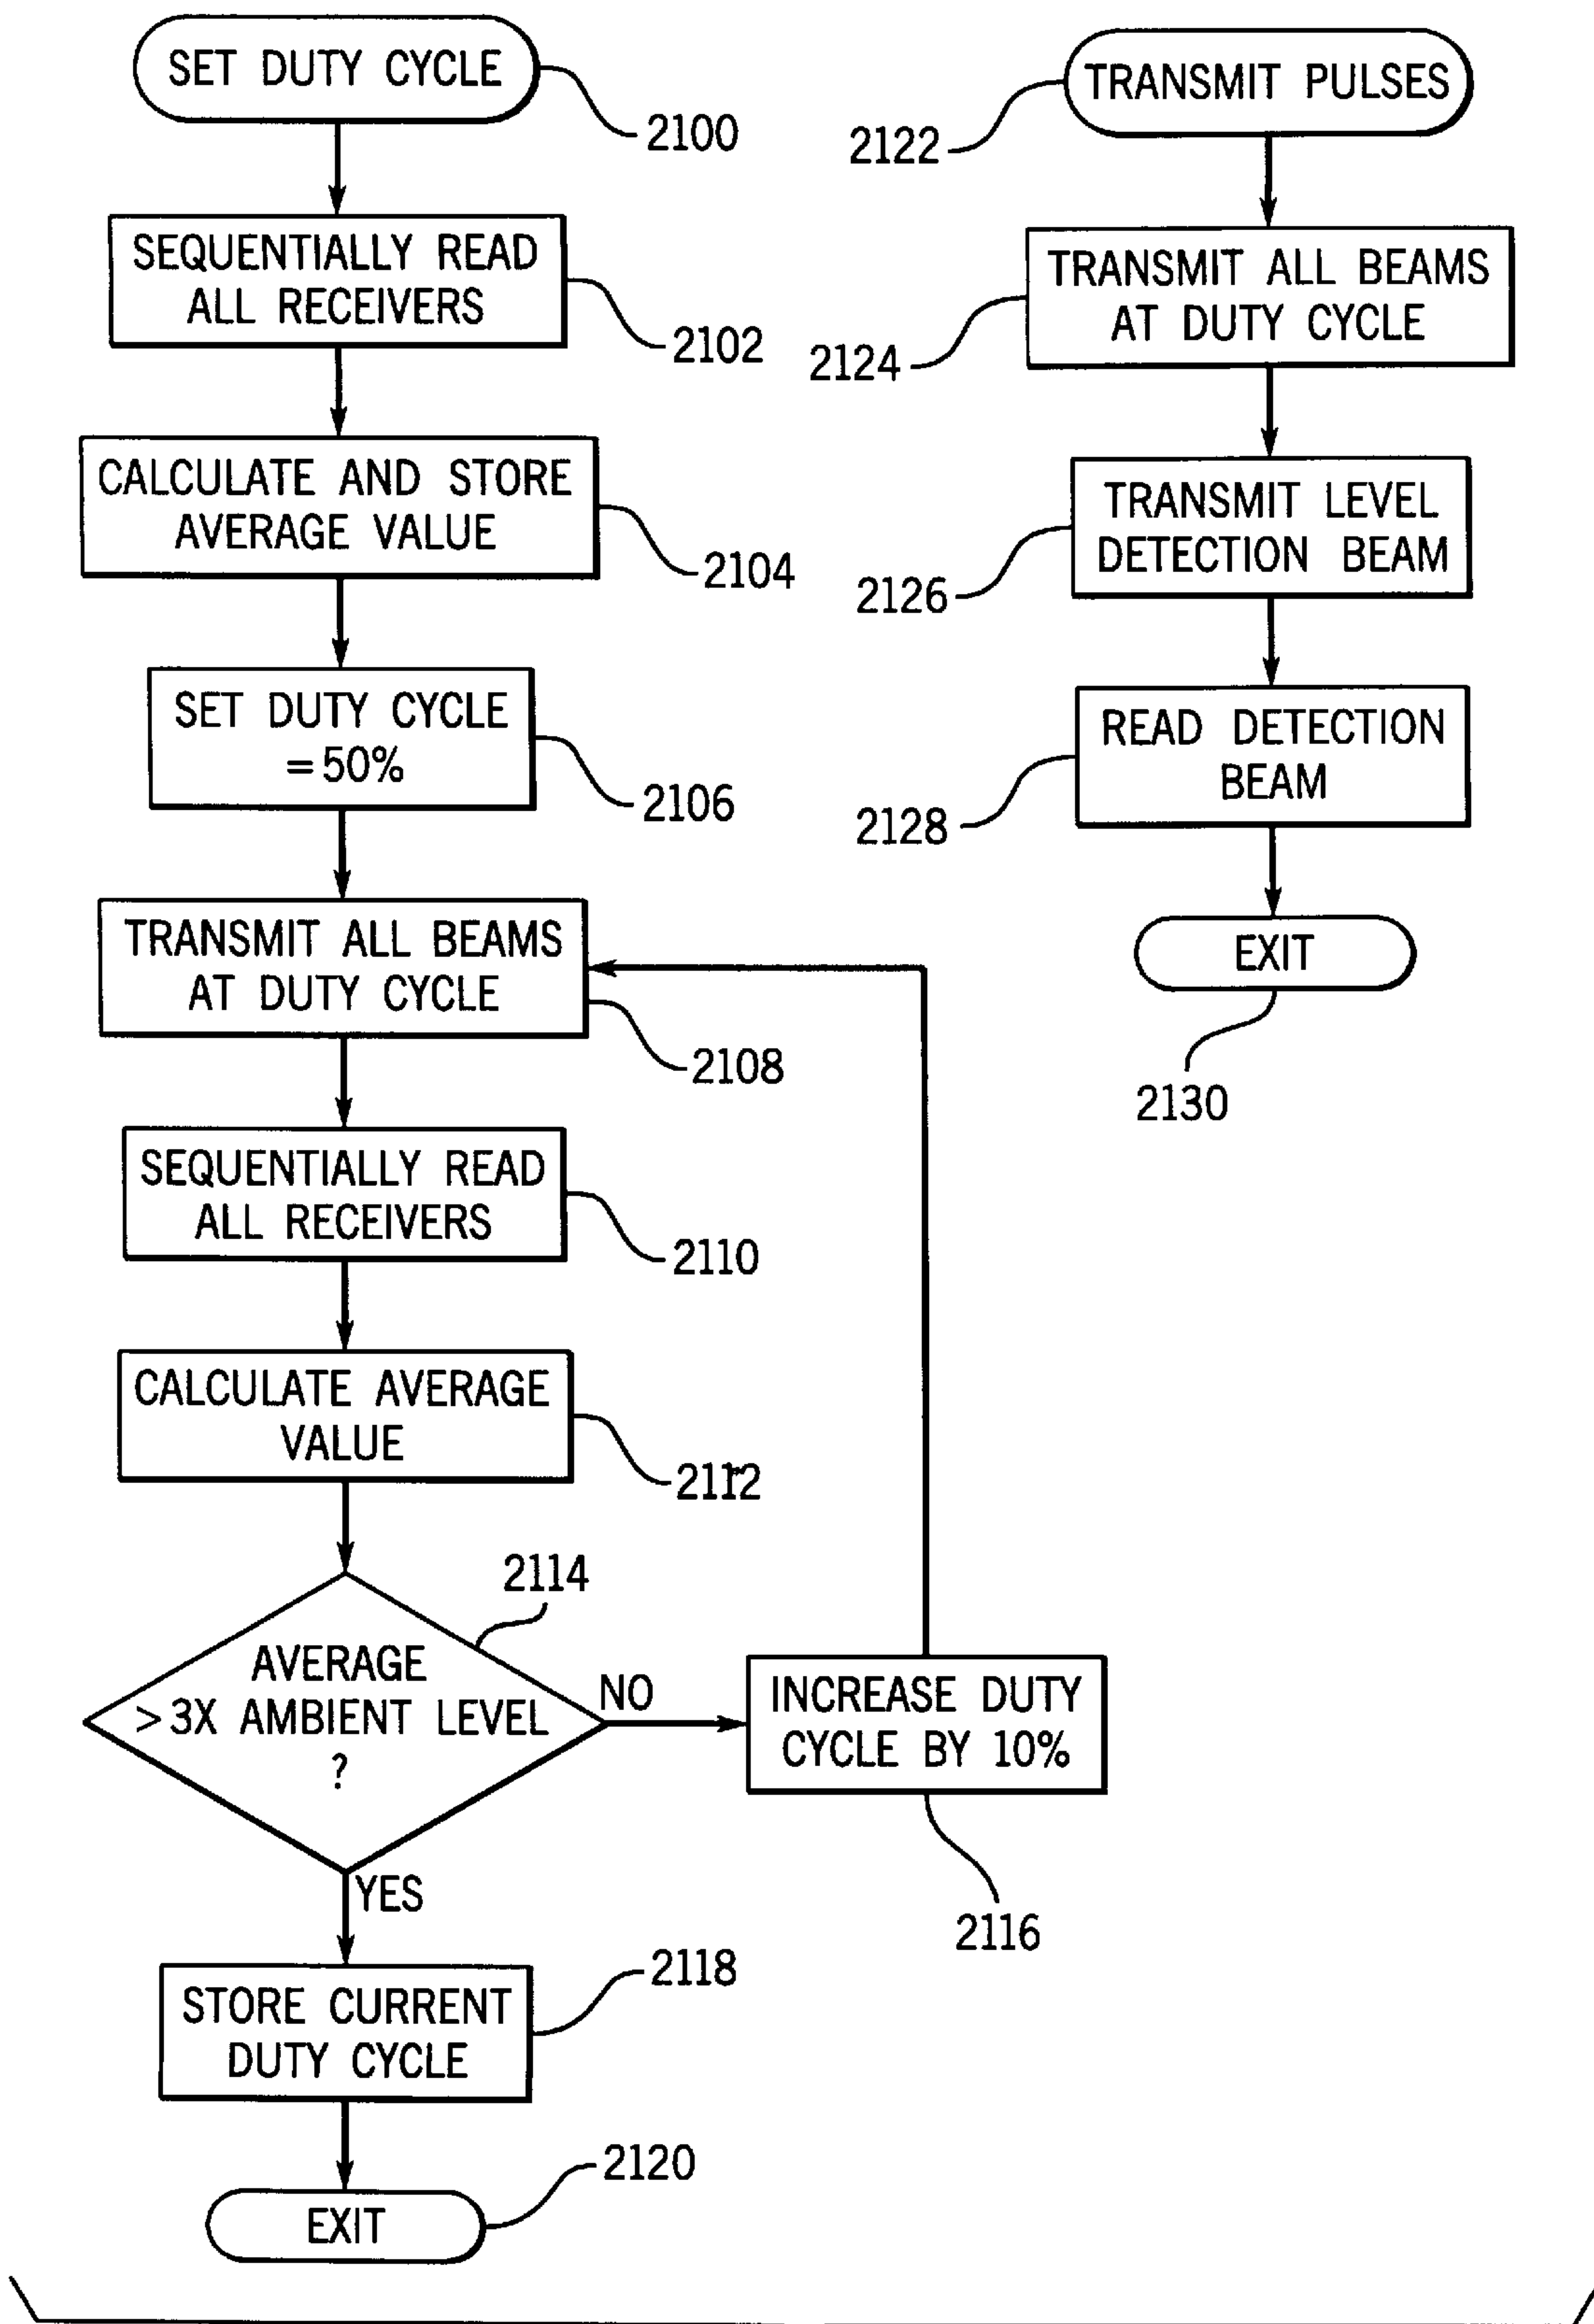 SET DUTY CYCLE
2100
SEQUENTIALLY READ
ALL RECEIVERS
2102
CALCULATE AND STORE
AVERAGE VALUE
2104
SET DUTY CYCLE
=50%
2106
TRANSMIT ALL BEAMS
AT DUTY CYCLE
2108
SEQUENTIALLY READ
ALL RECEIVERS
2110
CALCULATE AVERAGE
VALUE
2112
2114
AVERAGE
>3X AMBIENT LEVEL
?
NO
INCREASE DUTY
CYCLE BY 10%
2116
YES
STORE CURRENT
DUTY CYCLE
2118
EXIT
2120
TRANSMIT PULSES
2122
TRANSMIT ALL BEAMS
AT DUTY CYCLE
2124
TRANSMIT LEVEL
DETECTION BEAM
2126
READ DETECTION
BEAM
2128
EXIT
2130